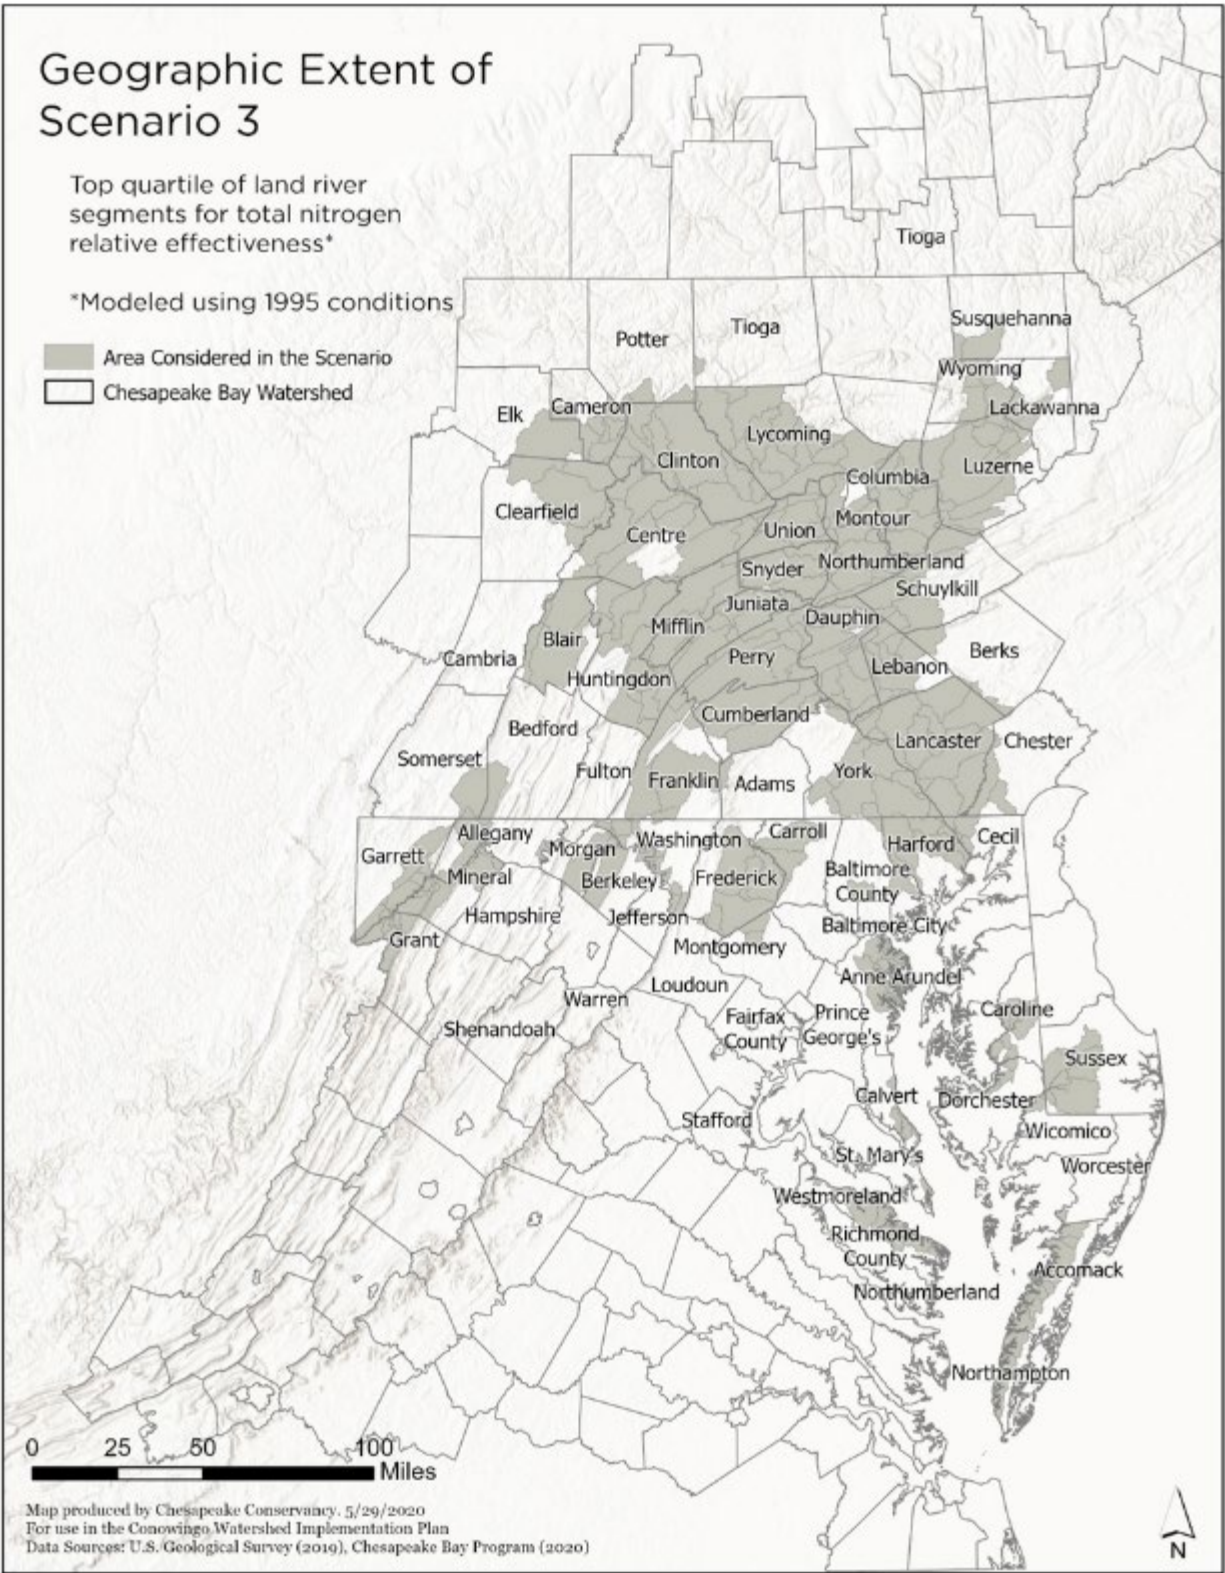 Geographic Extent of
Scenario 3
Top quartile of land river
segments for total nitrogen
relative effectiveness*
*Modeled using 1995 conditions
Area Considered in the Scenario
Chesapeake Bay Watershed
Tioga
Susquehanna
Tioga
Potter
Wyoming
Cameron
Lackawanna
Elk
Lycoming
Clinton
Luzerne
Columbia
Clearfield
Montour
Union
Centre
Northumberland
Snyder
Schuylkill
Juniata
Dauphin
Mifflin
Blair
Berks
Perry
Cambria
Lebanon
Huntingdon
Cumberland
Bedford
Lancaster
Chester
Somerset
Fulton
York
Franklin
Adams
Allegany
Carroll
Cecil
Washington
Harford
Morgan
Garrett
Baltimore
County
Mineral
Berkeley
Frederick
Hampshire
Jefferson
Baltimore City
Grant
Montgomery
Anne Arundel
Loudoun
Warren
Caroline
Prince
George's
Fairfax
County
Shenandoah
Sussex
Calvert
Dorchester
Stafford
Wicomico
St. Mary's
Worcester
Westmoreland
Richmond
County
Accomack
Northumberland
Northampton
0 25 50 100
Miles
Map produced by Chesapeake Conservancy. 5/29/2020
For use in the Conowingo Watershed Implementation Plan
Data Sources: U.S. Geological Survey (2019), Chesapeake Bay Program (2020)
N